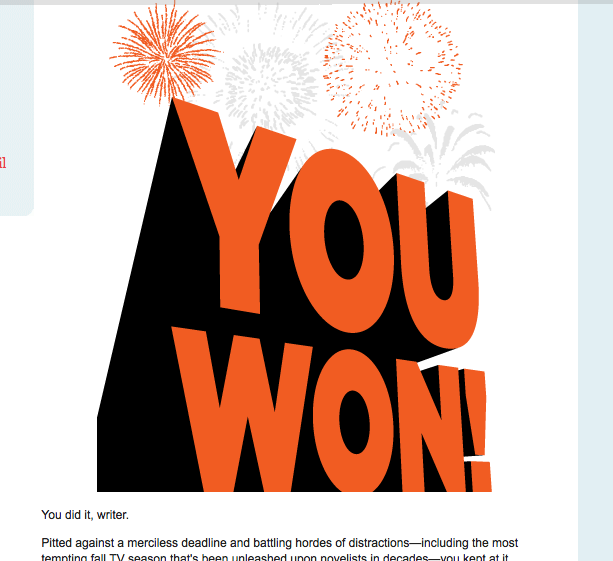 il
YOU
WON!
You did it, writer.
Pitted against a merciless deadline and battling hordes of distractions—including the most
tempting fall TV season that's been unleashed upon novelists in decades—you kept at it